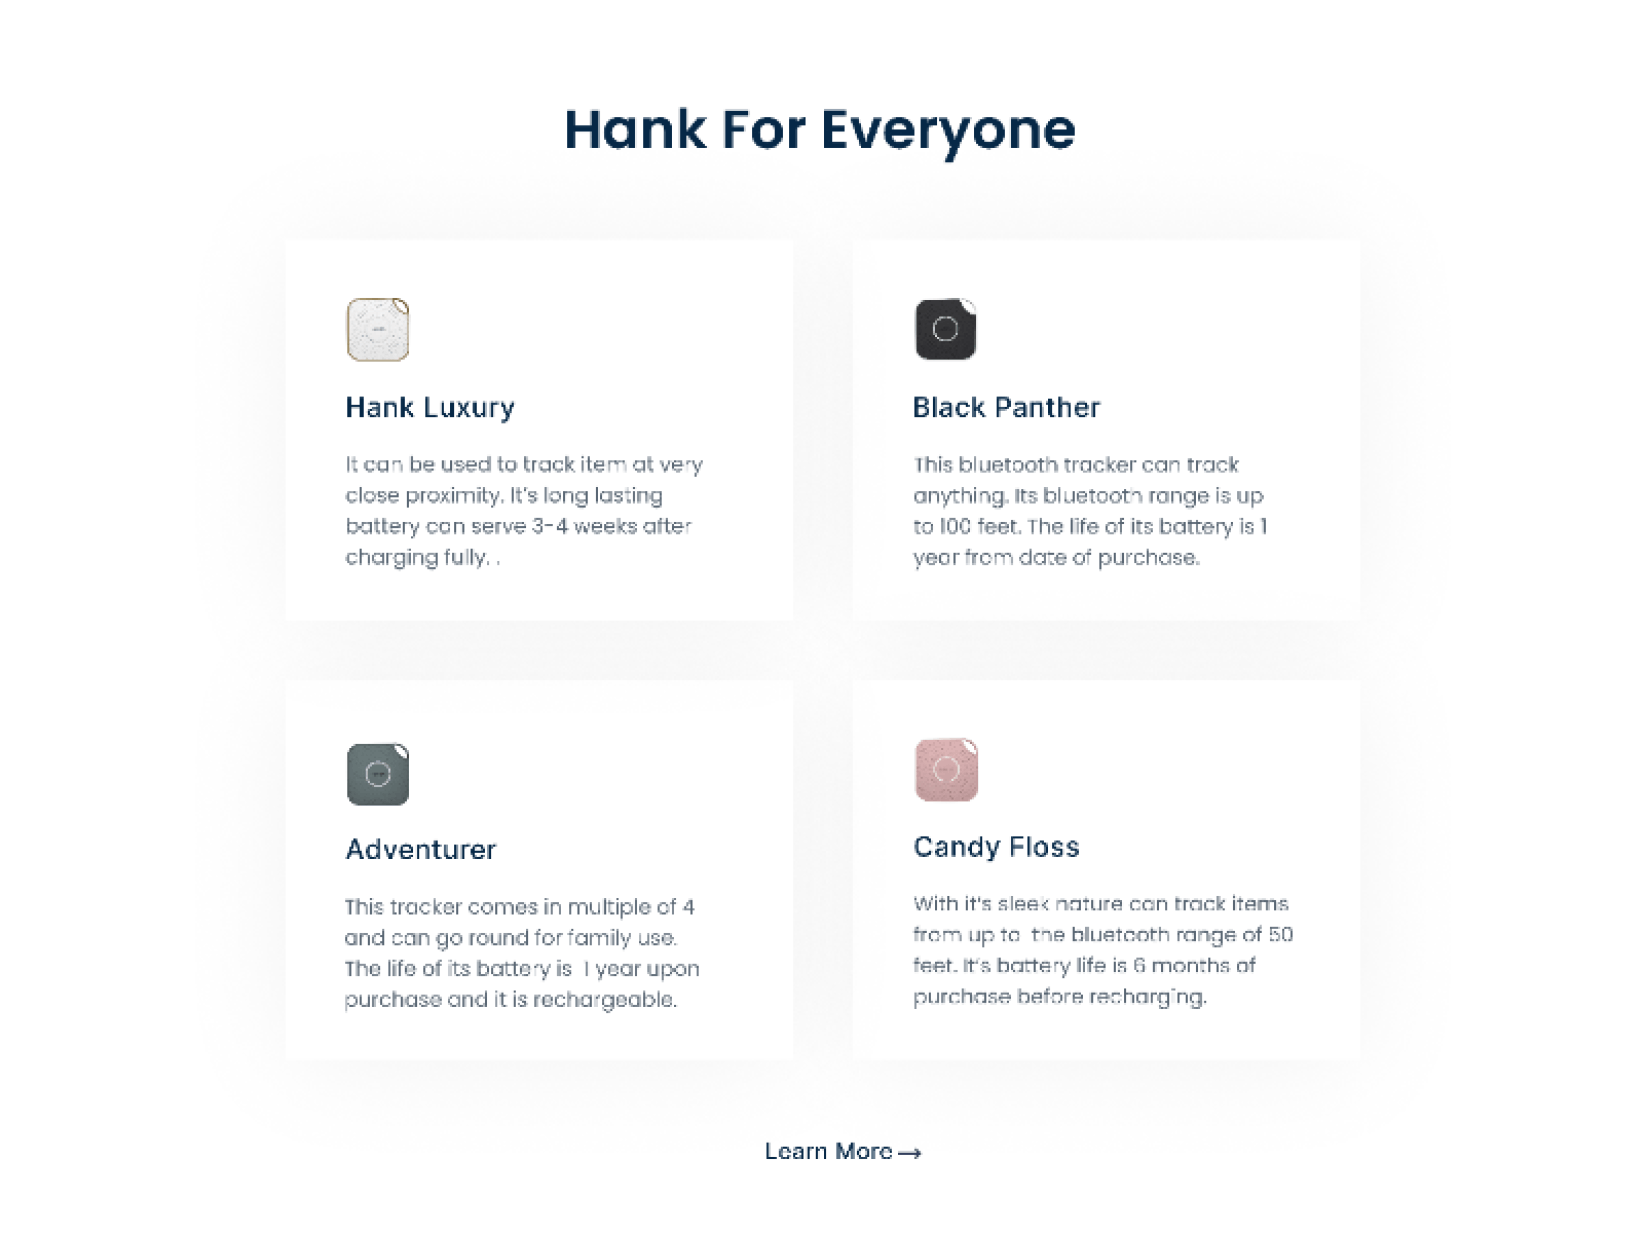 Hank For Everyone
Hank Luxury
It can be used to track item at very
close proximity. It's long lasting
battery can serve 3-4 weeks after
charging fully. .
Black Panther
This bluetooth tracker can track
anything. Its bluetooth range is up
to 100 feet. The life of its battery is 1
year from date of purchase.
Adventurer
This tracker comes in multiple of 4
and can go round for family use.
The life of its battery is 1 year upon
purchase and it is rechargeable.
Candy Floss
With it's sleek nature can track items
from up to the bluetooth range of 50
feet. It's battery life is 6 months of
purchase before recharging.
Learn More →